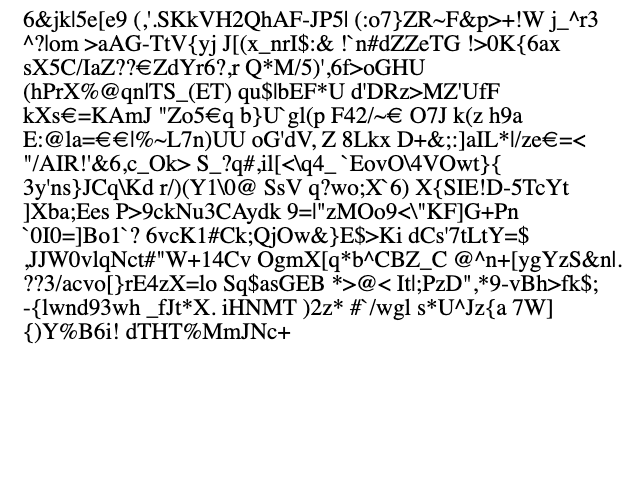 6&jk|5e[e9 (,'.SKkVH2QhAF-JP5| (:o7}ZR~F&p>+!W j_^r3
^?|om >aAG-TtV{yj J[(x_nrI$:& !`n#dZZeTG !>0K{6ax
sX5C/IaZ??€ZdYr6?,r Q*M/5)',6f>oGHU
(hPrX%@qn|TS_(ET) qu$|bEF*U d'DRz>MZ'UfF
kXs€=KAmJ "Zo5€q b}U`gl(p F42/~€ O7J k(z h9a
E:@la=€€|%~L7n)UU oG'dV, Z 8Lkx D+&;:]aIL*|/ze€=<
"/AIR!'&6,c_Ok> S_?q#,il[<\q4_`EovO\4VOwt}{
3y'ns}JCq\Kd r/)(Y1\0@ SsV q?wo;X`6) X{SIE!D-5TcYt
]Xba;Ees P>9ckNu3CAydk 9=|"zMOo9<\"KF]G+Pn
`0I0=]Bo1`? 6vcK1#Ck;QjOw&}E$>Ki dCs'7tLtY=$
,JJW0vlqNct#"W+14Cv OgmX[q*b^CBZ_C @^n+[ygYzS&n|.
??3/acvo[}rE4zX=lo Sq$asGEB *>@< It|;PzD",*9-vBh>fk$;
-{lwnd93wh _fJt*X. iHNMT )2z* #`/wgl s*U^Jz{a 7W]
{)Y%B6i! dTHT%MmJNc+